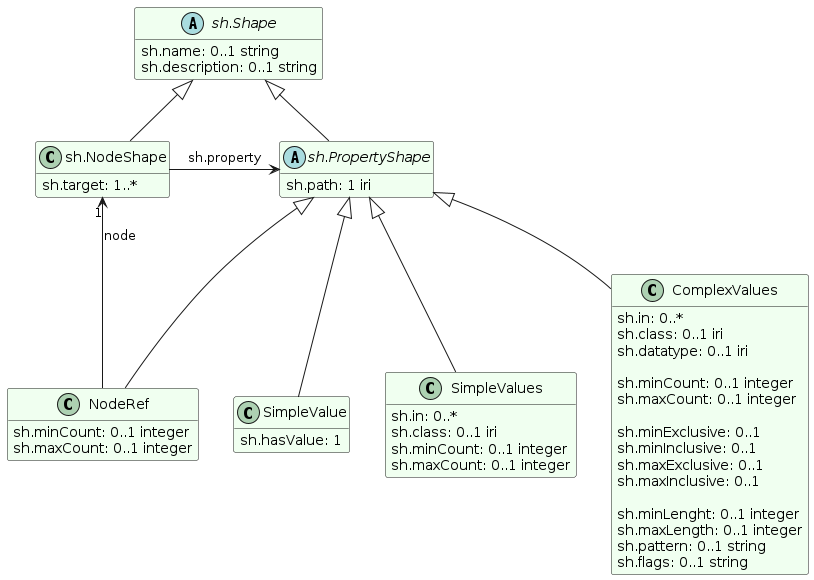 A sh.Shape
sh.name: 0..1 string
sh.description: 0..1 string
C sh.NodeShape
sh.target: 1..*
sh.property
A sh.PropertyShape
sh.path: 1 iri
1
node
C NodeRef
sh.minCount: 0..1 integer
sh.maxCount: 0..1 integer
C SimpleValue
sh.hasValue: 1
C SimpleValues
sh.in: 0..*
sh.class: 0..1 iri
sh.minCount: 0..1 integer
sh.maxCount: 0..1 integer
C ComplexValues
sh.in: 0..*
sh.class: 0..1 iri
sh.datatype: 0..1 iri
sh.minCount: 0..1 integer
sh.maxCount: 0..1 integer
sh.minExclusive: 0..1
sh.minInclusive: 0..1
sh.maxExclusive: 0..1
sh.maxInclusive: 0..1
sh.minLenght: 0..1 integer
sh.maxLength: 0..1 integer
sh.pattern: 0..1 string
sh.flags: 0..1 string